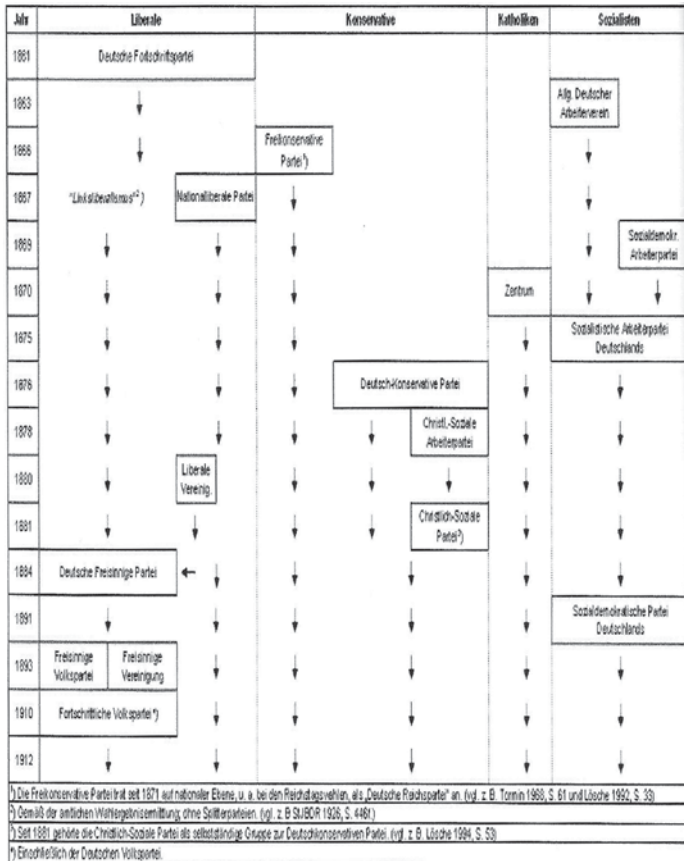 Jahr Liberale Konservative Katholiken Sozialisten
1861 Deutsche Fortschrittspartei
1863 Allg. Deutscher
Arbeiterverein
1866 Freikonservative
Partei¹)
1867 "Linksliberalismus"²) Nationalliberale Partei
1869 Sozialdemokr.
Arbeiterpartei
1870 Zentrum
1875 Sozialistische Arbeiterpartei
Deutschlands
1876 Deutsch-Konservative Partei
1878 Christl.-Soziale
Arbeiterpartei
1880 Liberale
Vereinig.
1881 Christlich-Soziale
Partei³)
1884 Deutsche Freisinnige Partei
1891 Sozialdemokratische Partei
Deutschlands
1893 Freisinnige
Volkspartei
Freisinnige
Vereinigung
1910 Fortschrittliche Volkspartei⁴)
1912
¹) Die Freikonservative Partei trat seit 1871 auf nationaler Ebene, u. a. bei den Reichstagswahlen, als „Deutsche Reichspartei" an. (vgl. z. B. Tormin 1968, S. 61 und Lösche 1992, S. 33)
²) Gemäß der amtlichen Wahlergebnisermittlung; ohne Splitterparteien. (vgl. z. B StJBDR 1926, S. 446f.)
³) Seit 1881 gehörte die Christlich-Soziale Partei als selbstständige Gruppe zur Deutschkonservativen Partei. (vgl. z. B. Lösche 1994, S. 53)
⁴) Einschließlich der Deutschen Volkspartei.